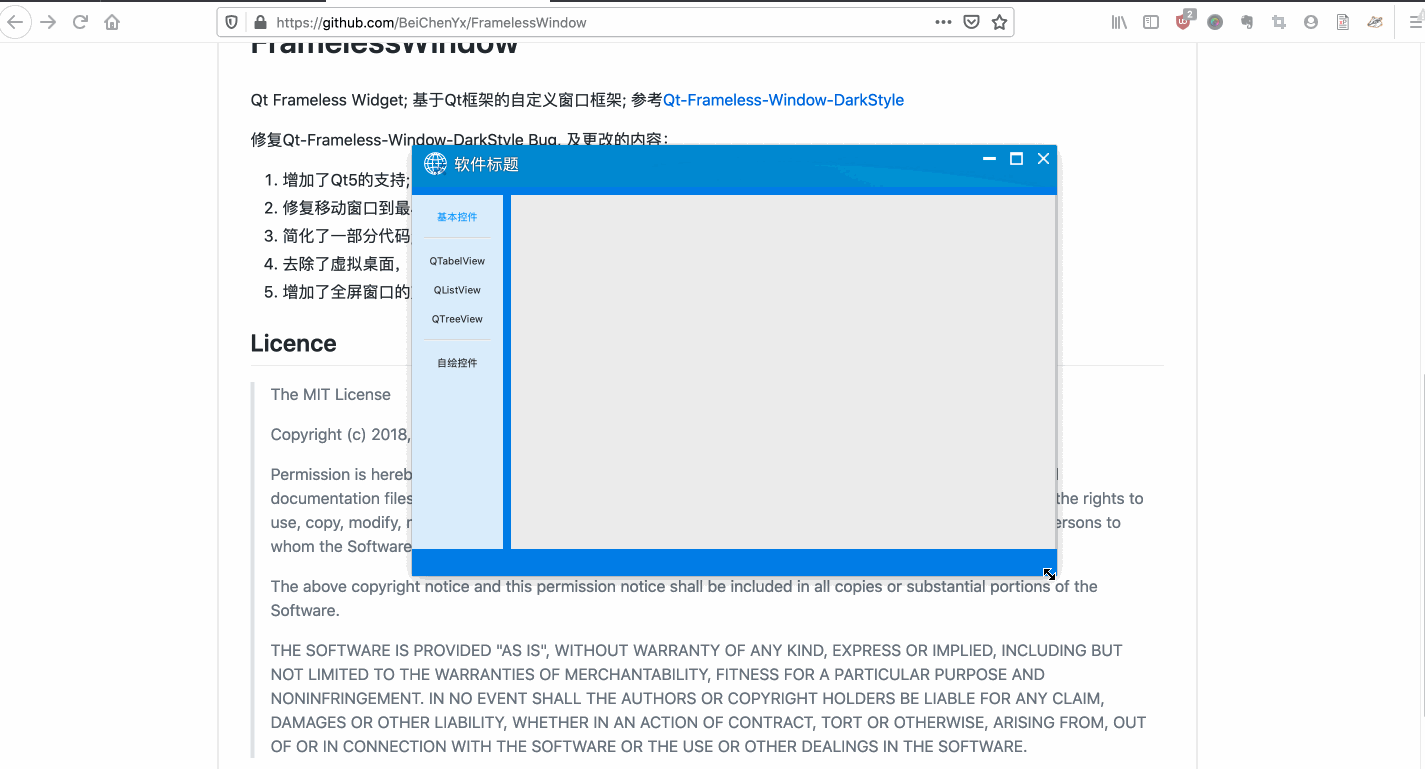 https://github.com/BeiChenYx/FramelessWindow
2
FramelessWindow
Qt Frameless Widget; 基于Qt框架的自定义窗口框架; 参考Qt-Frameless-Window-DarkStyle
修复Qt-Frameless-Window-DarkStyle Bug, 及更改的内容:
软件标题
1. 增加了Qt5的支持;
2. 修复移动窗口到最
3. 简化了一部分代码
4. 去除了虚拟桌面,
5. 增加了全屏窗口的
基本控件
QTabelView
QListView
QTreeView
自绘控件
Licence
The MIT License
Copyright (c) 2018,
Permission is hereb
documentation files the rights to
use, copy, modify, ersons to
whom the Software
The above copyright notice and this permission notice shall be included in all copies or substantial portions of the
Software.
THE SOFTWARE IS PROVIDED "AS IS", WITHOUT WARRANTY OF ANY KIND, EXPRESS OR IMPLIED, INCLUDING BUT
NOT LIMITED TO THE WARRANTIES OF MERCHANTABILITY, FITNESS FOR A PARTICULAR PURPOSE AND
NONINFRINGEMENT. IN NO EVENT SHALL THE AUTHORS OR COPYRIGHT HOLDERS BE LIABLE FOR ANY CLAIM,
DAMAGES OR OTHER LIABILITY, WHETHER IN AN ACTION OF CONTRACT, TORT OR OTHERWISE, ARISING FROM, OUT
OF OR IN CONNECTION WITH THE SOFTWARE OR THE USE OR OTHER DEALINGS IN THE SOFTWARE.